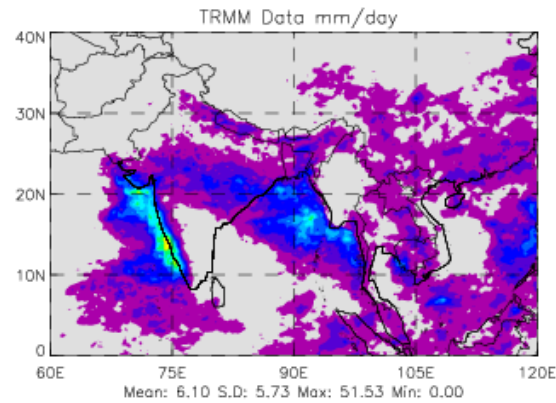 TRMM Data mm/day
40N
30N
20N
10N
0
60E 75E 90E 105E 120E
Mean: 6.10 S.D: 5.73 Max: 51.53 Min: 0.00